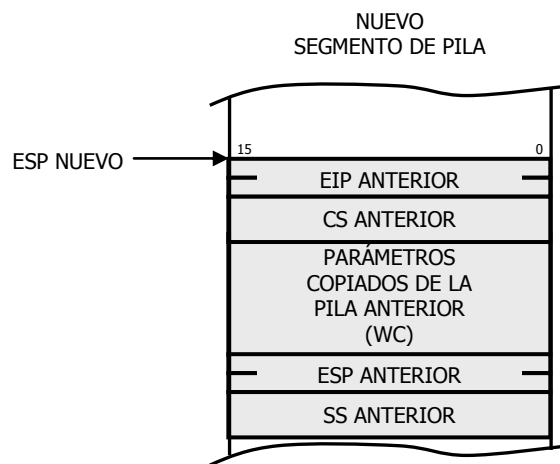 NUEVO
SEGMENTO DE PILA
15 0
ESP NUEVO
EIP ANTERIOR
CS ANTERIOR
PARÁMETROS
COPIADOS DE LA
PILA ANTERIOR
(WC)
ESP ANTERIOR
SS ANTERIOR